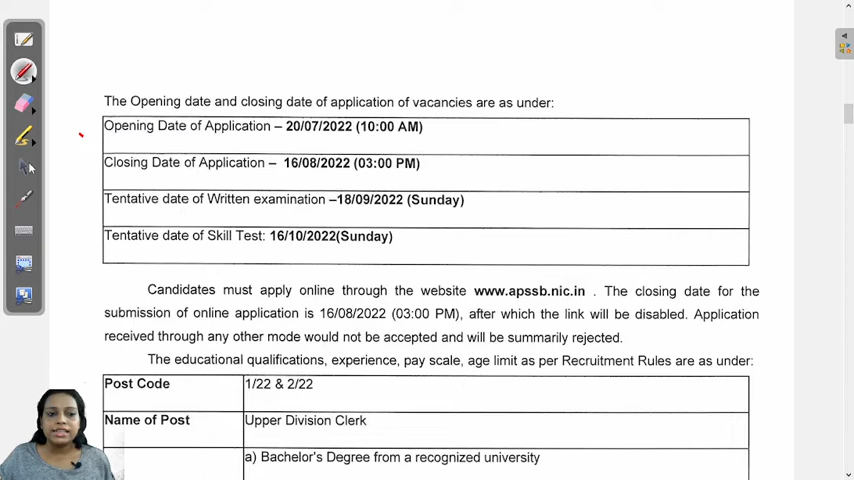 The Opening date and closing date of application of vacancies are as under:
Opening Date of Application – 20/07/2022 (10:00 AM)
Closing Date of Application – 16/08/2022 (03:00 PM)
Tentative date of Written examination –18/09/2022 (Sunday)
Tentative date of Skill Test: 16/10/2022(Sunday)
Candidates must apply online through the website www.apssb.nic.in . The closing date for the
submission of online application is 16/08/2022 (03:00 PM), after which the link will be disabled. Application
received through any other mode would not be accepted and will be summarily rejected.
The educational qualifications, experience, pay scale, age limit as per Recruitment Rules are as under:
Post Code 1/22 & 2/22
Name of Post Upper Division Clerk
a) Bachelor's Degree from a recognized university